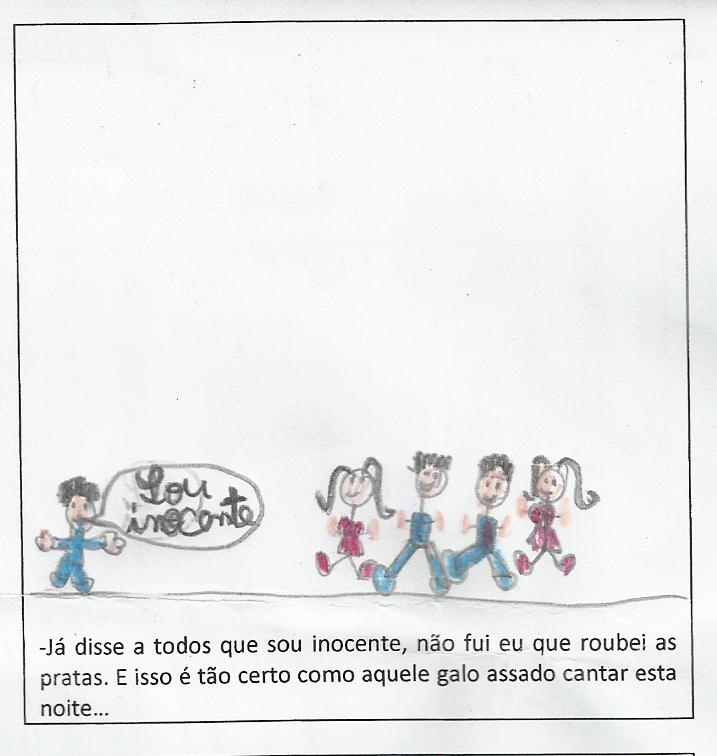 Sou
inocente
-Já disse a todos que sou inocente, não fui eu que roubei as
pratas. E isso é tão certo como aquele galo assado cantar esta
noite...